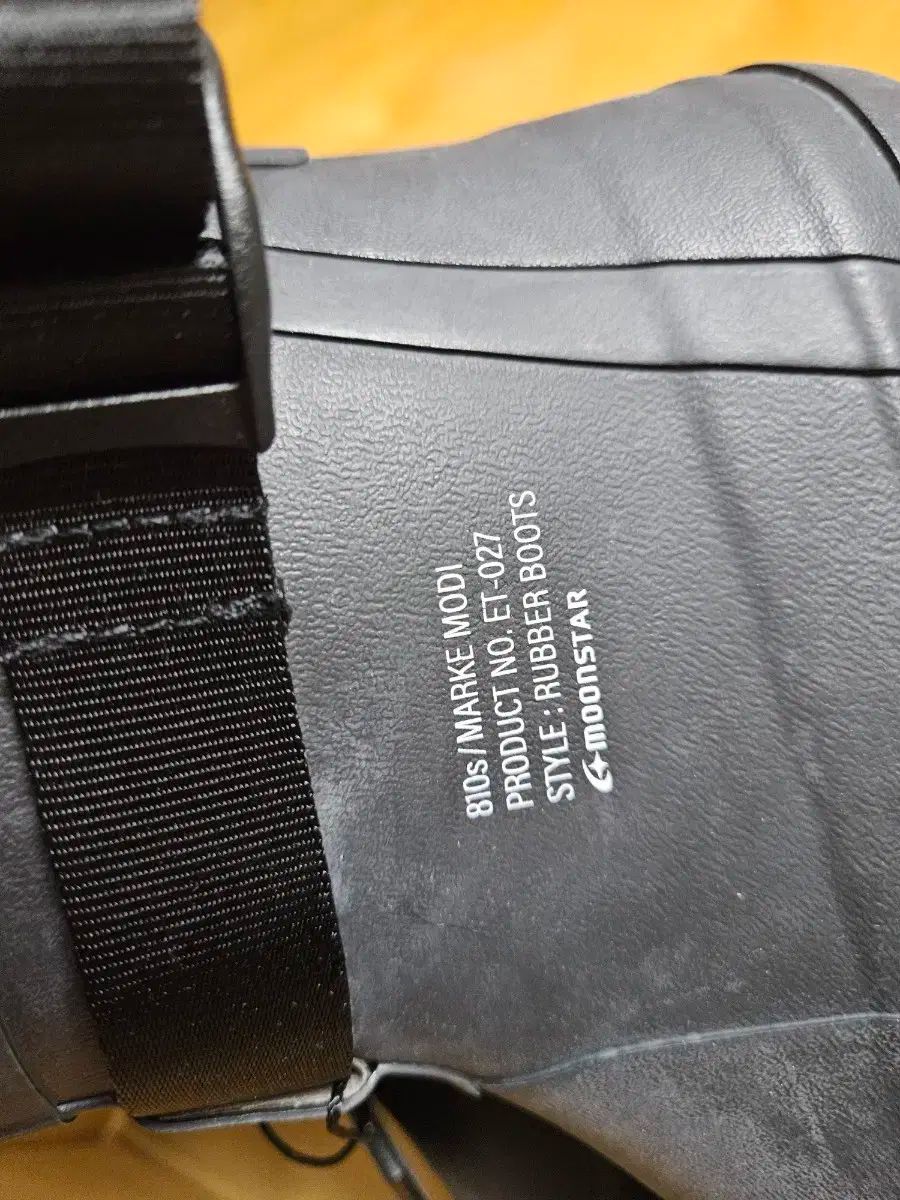 810s/MARKE MODI
PRODUCT NO. ET-027
STYLE : RUBBER BOOTS
MOONSTAR